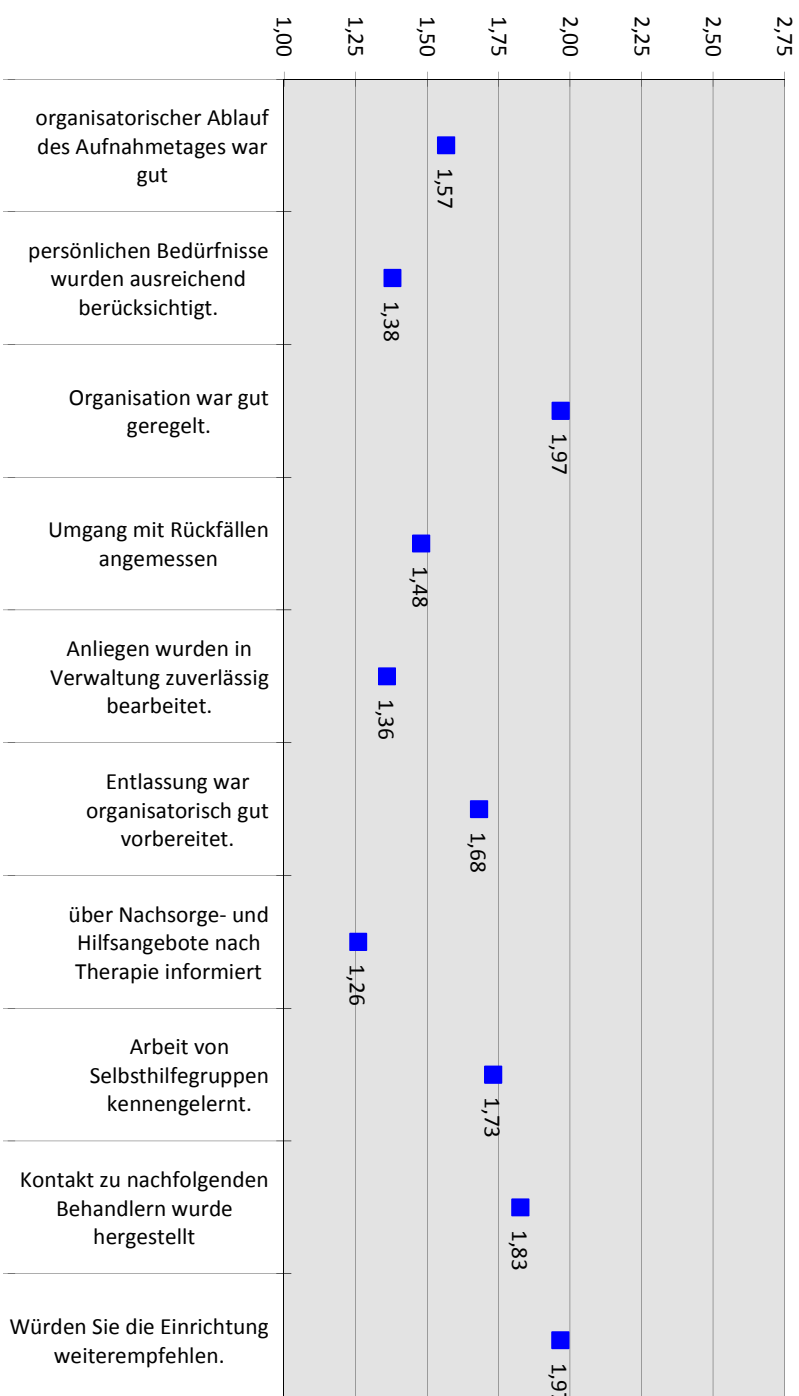 1,00
1,25
1,50
1,75
2,00
2,25
2,50
2,75
organisatorischer Ablauf
des Aufnahmetages war
gut
1,57
persönlichen Bedürfnisse
wurden ausreichend
berücksichtigt.
1,38
Organisation war gut
geregelt.
1,97
Umgang mit Rückfällen
angemessen
1,48
Anliegen wurden in
Verwaltung zuverlässig
bearbeitet.
1,36
Entlassung war
organisatorisch gut
vorbereitet.
1,68
über Nachsorge- und
Hilfsangebote nach
Therapie informiert
1,26
Arbeit von
Selbsthilfegruppen
kennengelernt.
1,73
Kontakt zu nachfolgenden
Behandlern wurde
hergestellt
1,83
Würden Sie die Einrichtung
weiterempfehlen.
1,97